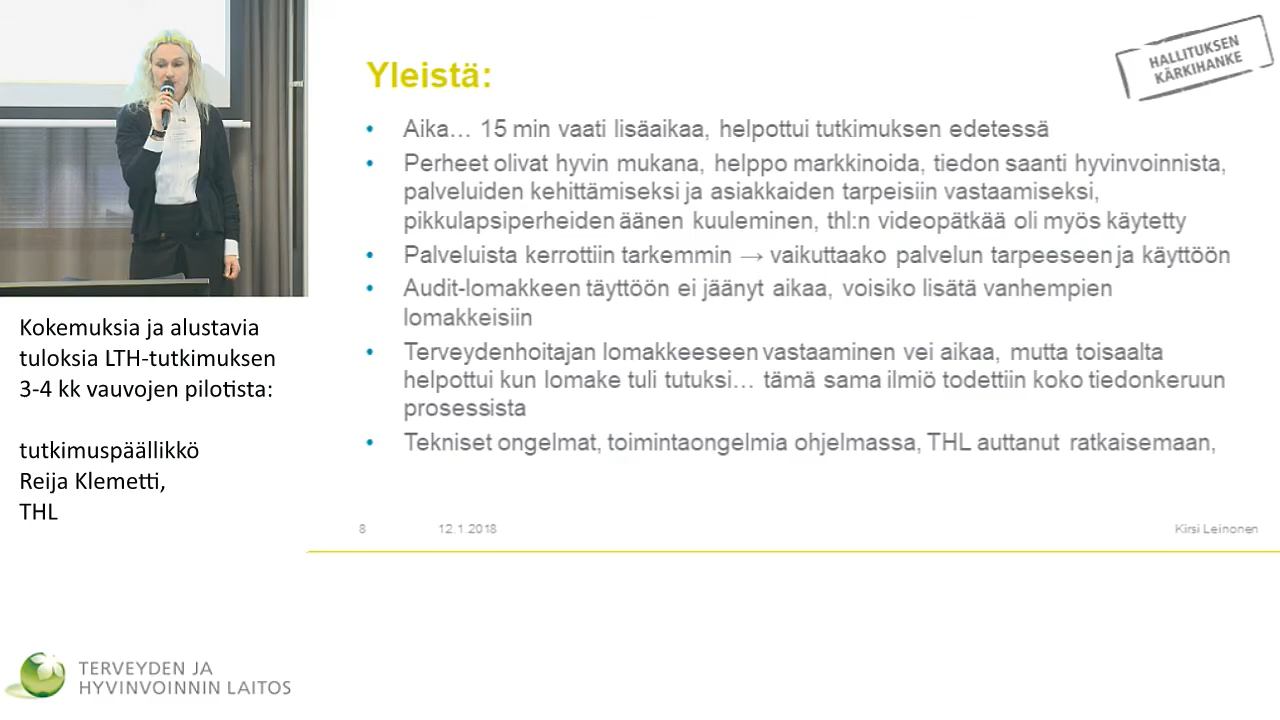 HALLITUKSEN
KÄRKIHANKE
Yleistä:
• Aika… 15 min vaati lisäaikaa, helpottui tutkimuksen edetessä
• Perheet olivat hyvin mukana, helppo markkinoida, tiedon saanti hyvinvoinnista,
palveluiden kehittämiseksi ja asiakkaiden tarpeisiin vastaamiseksi,
pikkulapsiperheiden äänen kuuleminen, thl:n videopätkää oli myös käytetty
• Palveluista kerrottiin tarkemmin → vaikuttaako palvelun tarpeeseen ja käyttöön
• Audit-lomakkeen täyttöön ei jäänyt aikaa, voisiko lisätä vanhempien
lomakkeisiin
• Terveydenhoitajan lomakkeeseen vastaaminen vei aikaa, mutta toisaalta
helpottui kun lomake tuli tutuksi… tämä sama ilmiö todettiin koko tiedonkeruun
prosessista
• Tekniset ongelmat, toimintaongelmia ohjelmassa, THL auttanut ratkaisemaan,
8 12.1.2018 Kirsi Leinonen
Kokemuksia ja alustavia
tuloksia LTH-tutkimuksen
3-4 kk vauvojen pilotista:
tutkimuspäällikkö
Reija Klemetti,
THL
TERVEYDEN JA
HYVINVOINNIN LAITOS